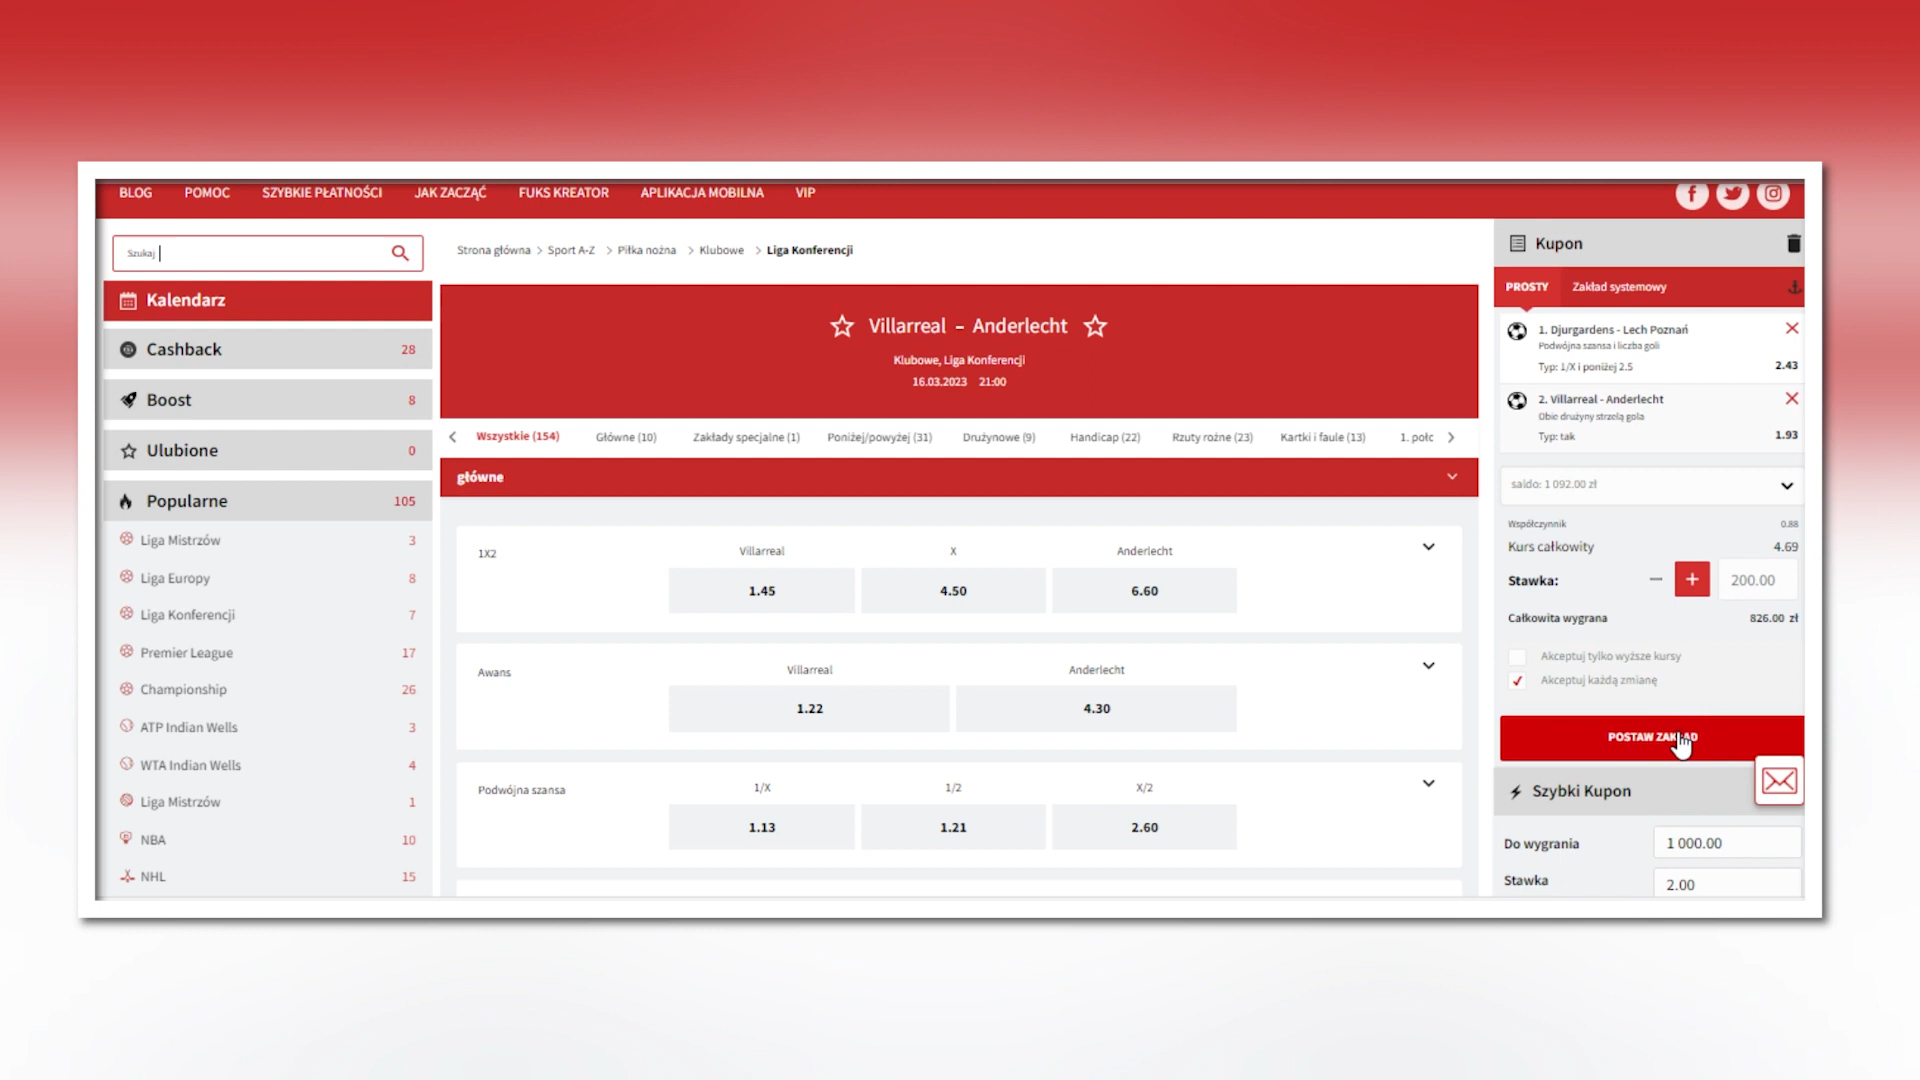 BLOG POMOC SZYBKIE PŁATNOŚCI JAK ZACZĄĆ FUKS KREATOR APLIKACJA MOBILNA VIP
Szukaj
Kalendarz
Cashback 28
Boost 8
Ulubione 0
Popularne 105
Liga Mistrzów 3
Liga Europy 8
Liga Konferencji 7
Premier League 17
Championship 26
ATP Indian Wells 3
WTA Indian Wells 4
Liga Mistrzów 1
NBA 10
NHL 15
Strona główna > Sport A-Z > Piłka nożna > Klubowe > Liga Konferencji
Villarreal – Anderlecht
Klubowe, Liga Konferencji
16.03.2023 21:00
Wszystkie (154) Główne (10) Zakłady specjalne (1) Poniżej/powyżej (31) Drużynowe (9) Handicap (22) Rzuty rożne (23) Kartki i faule (13) 1. połc
główne
1X2 Villarreal X Anderlecht
1.45 4.50 6.60
Awans Villarreal Anderlecht
1.22 4.30
Podwójna szansa 1/X 1/2 X/2
1.13 1.21 2.60
Kupon
PROSTY Zakład systemowy
1. Djurgardens - Lech Poznań
Podwójna szansa i liczba goli
Typ: 1/X i poniżej 2.5 2.43
2. Villarreal - Anderlecht
Obie drużyny strzelą gola
Typ: tak 1.93
saldo: 1 092.00 zł
Współczynnik 0.88
Kurs całkowity 4.69
Stawka: − + 200.00
Całkowita wygrana 826.00 zł
Akceptuj tylko wyższe kursy
Akceptuj każdą zmianę
POSTAW ZAKŁAD
Szybki Kupon
Do wygrania 1 000.00
Stawka 2.00